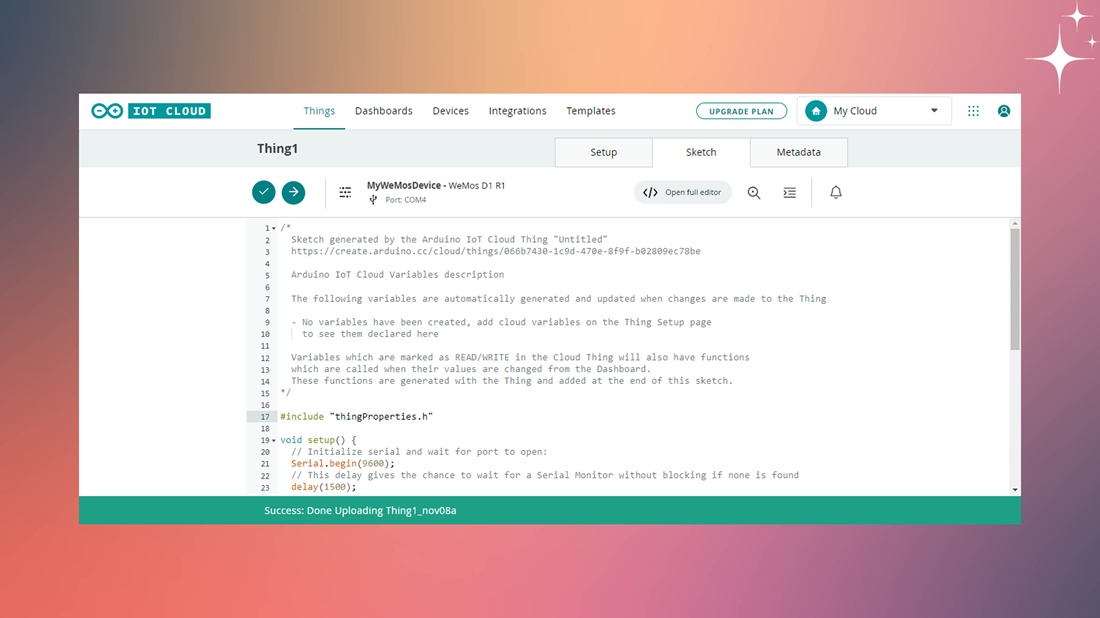 IOT CLOUD
Things Dashboards Devices Integrations Templates
UPGRADE PLAN
My Cloud
Thing1
Setup Sketch Metadata
MyWeMosDevice - WeMos D1 R1
Port: COM4
</> Open full editor
1 /*
2 Sketch generated by the Arduino IoT Cloud Thing "Untitled"
3 https://create.arduino.cc/cloud/things/066b7430-1c9d-470e-8f9f-b02809ec78be
4
5 Arduino IoT Cloud Variables description
6
7 The following variables are automatically generated and updated when changes are made to the Thing
8
9 - No variables have been created, add cloud variables on the Thing Setup page
10 to see them declared here
11
12 Variables which are marked as READ/WRITE in the Cloud Thing will also have functions
13 which are called when their values are changed from the Dashboard.
14 These functions are generated with the Thing and added at the end of this sketch.
15 */
16
17 #include "thingProperties.h"
18
19 void setup() {
20 // Initialize serial and wait for port to open:
21 Serial.begin(9600);
22 // This delay gives the chance to wait for a Serial Monitor without blocking if none is found
23 delay(1500);
Success: Done Uploading Thing1_nov08a